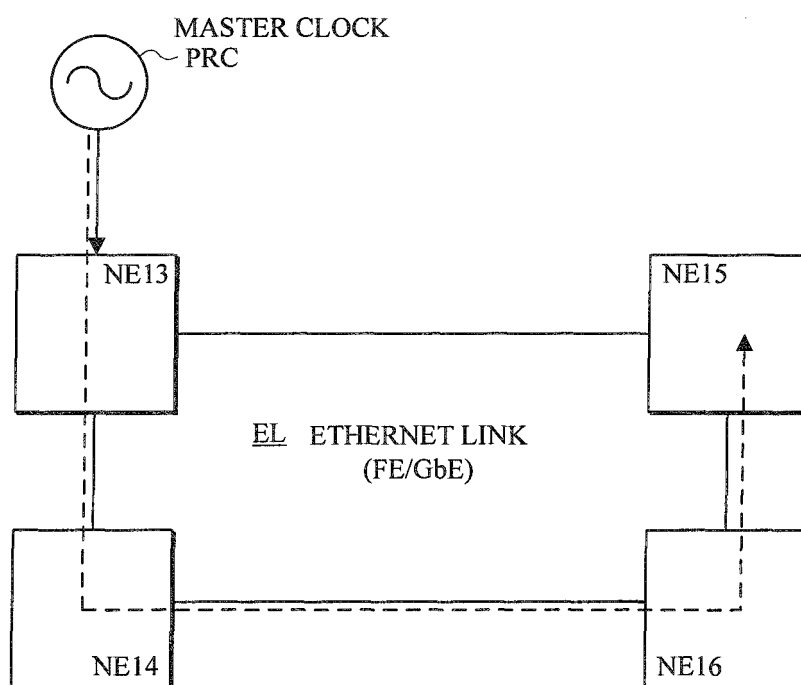 MASTER CLOCK
PRC
NE13
NE15
EL ETHERNET LINK
(FE/GbE)
NE14
NE16